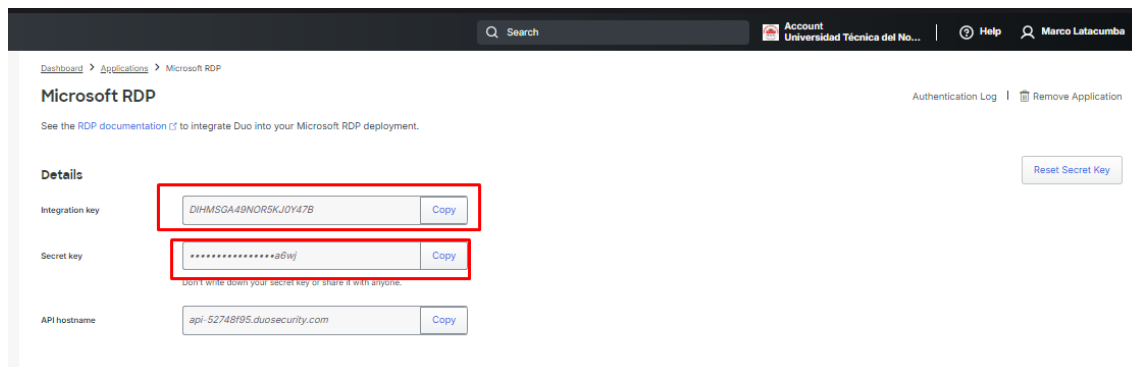 Search
Account
Universidad Técnica del No...
Help
Marco Latacumba
Dashboard > Applications > Microsoft RDP
Microsoft RDP
Authentication Log
Remove Application
See the RDP documentation to integrate Duo into your Microsoft RDP deployment.
Details
Reset Secret Key
Integration key
DIHMSGA49NOR5KJ0Y47B
Copy
Secret key
••••••••••••••••a6wj
Copy
Don't write down your secret key or share it with anyone.
API hostname
api-52748f95.duosecurity.com
Copy